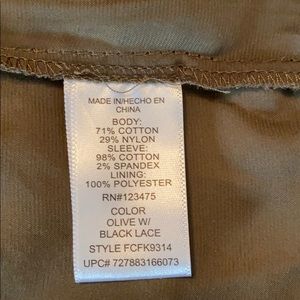 MADE IN/HECHO EN
CHINA
BODY:
71% COTTON
29% NYLON
SLEEVE:
98% COTTON
2% SPANDEX
LINING:
100% POLYESTER
RN#123475
COLOR
OLIVE W/
BLACK LACE
STYLE FCFK9314
UPC# 727883166073